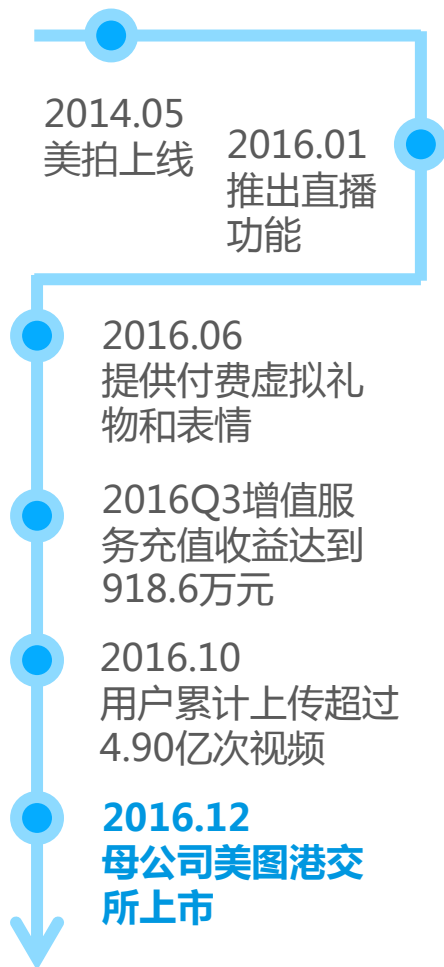 2014.05
美拍上线
2016.01
推出直播
功能
2016.06
提供付费虚拟礼
物和表情
2016Q3增值服
务充值收益达到
918.6万元
2016.10
用户累计上传超过
4.90亿次视频
2016.12
母公司美图港交
所上市